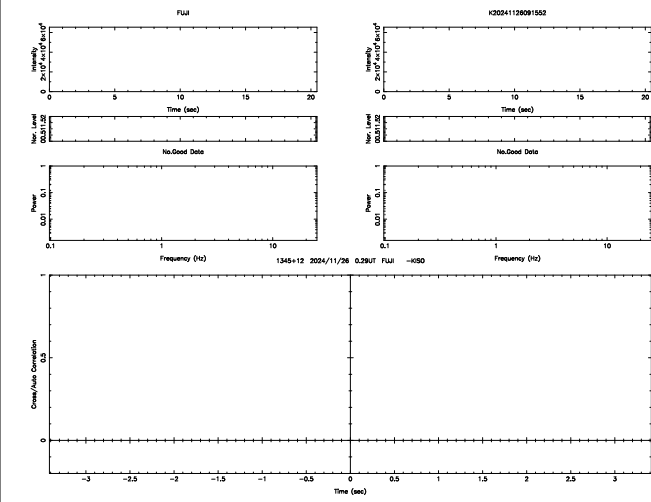 FUJI
K20241126091552
Intensity
0 2×10⁴ 4×10⁴ 6×10⁴
0 5 10 15 20
Time (sec)
Intensity
0 2×10⁴ 4×10⁴ 6×10⁴
0 5 10 15 20
Time (sec)
Nor. Level
00.511.52
Nor. Level
00.511.52
No.Good Data
No.Good Data
Power
1
0.1
0.01
0.1 1 10
Frequency (Hz)
Power
1
0.1
0.01
0.1 1 10
Frequency (Hz)
1345+12 2024/11/26 0.29UT FUJI -KISO
Cross/Auto Correlation
1
0.5
0
-3 -2.5 -2 -1.5 -1 -0.5 0 0.5 1 1.5 2 2.5 3
Time (sec)